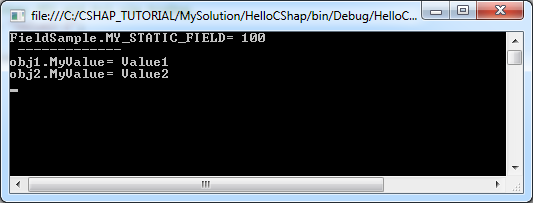 file:///C:/CSHAP_TUTORIAL/MySolution/HelloCShap/bin/Debug/HelloC...
FieldSample.MY_STATIC_FIELD= 100
-------------
obj1.MyValue= Value1
obj2.MyValue= Value2